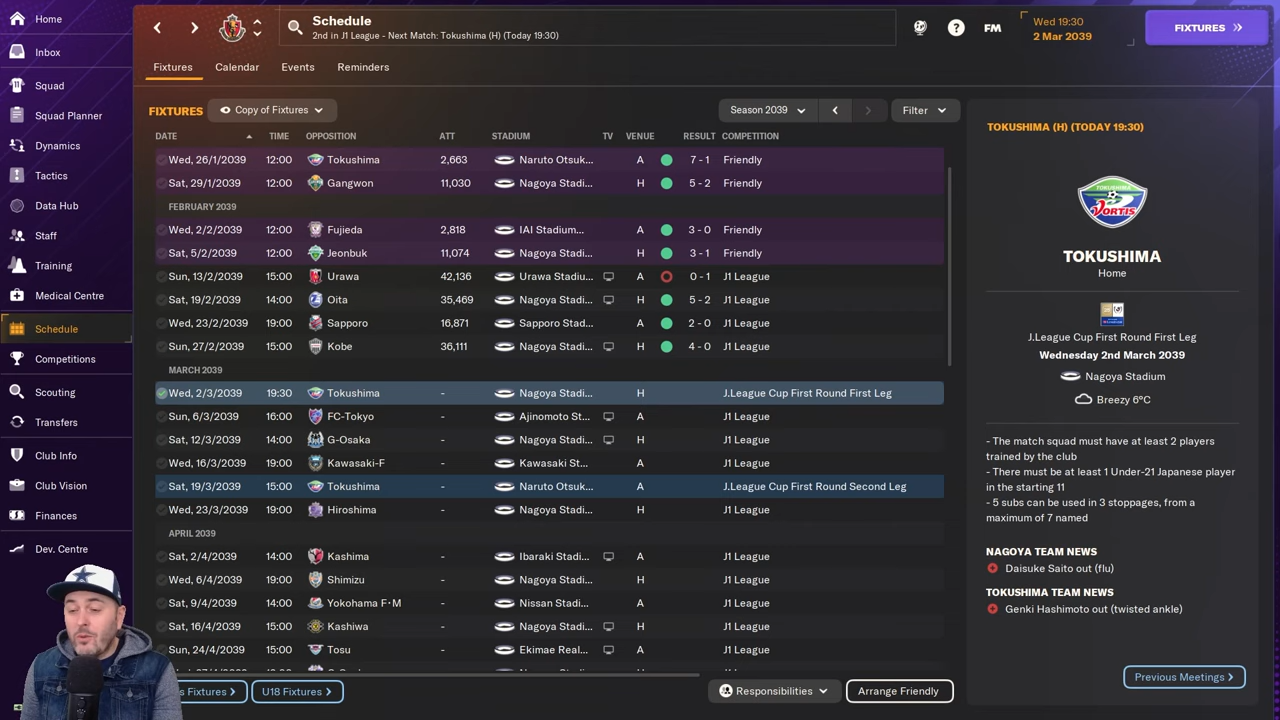 Home
Inbox
Squad
Squad Planner
Dynamics
Tactics
Data Hub
Staff
Training
Medical Centre
Schedule
Competitions
Scouting
Transfers
Club Info
Club Vision
Finances
Dev. Centre
Schedule
2nd in J1 League - Next Match: Tokushima (H) (Today 19:30)
?
FM
Wed 19:30
2 Mar 2039
FIXTURES
Fixtures Calendar Events Reminders
FIXTURES Copy of Fixtures Season 2039 Filter
DATE TIME OPPOSITION ATT STADIUM TV VENUE RESULT COMPETITION
Wed, 26/1/2039 12:00 Tokushima 2,663 Naruto Otsuk... A 7 - 1 Friendly
Sat, 29/1/2039 12:00 Gangwon 11,030 Nagoya Stadi... H 5 - 2 Friendly
FEBRUARY 2039
Wed, 2/2/2039 12:00 Fujieda 2,818 IAI Stadium... A 3 - 0 Friendly
Sat, 5/2/2039 12:00 Jeonbuk 11,074 Nagoya Stadi... H 3 - 1 Friendly
Sun, 13/2/2039 15:00 Urawa 42,136 Urawa Stadiu... A 0 - 1 J1 League
Sat, 19/2/2039 14:00 Oita 35,469 Nagoya Stadi... H 5 - 2 J1 League
Wed, 23/2/2039 19:00 Sapporo 16,871 Sapporo Stad... A 2 - 0 J1 League
Sun, 27/2/2039 15:00 Kobe 36,111 Nagoya Stadi... H 4 - 0 J1 League
MARCH 2039
Wed, 2/3/2039 19:30 Tokushima - Nagoya Stadi... H J.League Cup First Round First Leg
Sun, 6/3/2039 16:00 FC-Tokyo - Ajinomoto St... A J1 League
Sat, 12/3/2039 14:00 G-Osaka - Nagoya Stadi... H J1 League
Wed, 16/3/2039 19:00 Kawasaki-F - Kawasaki St... A J1 League
Sat, 19/3/2039 15:00 Tokushima - Naruto Otsuk... A J.League Cup First Round Second Leg
Wed, 23/3/2039 19:00 Hiroshima - Nagoya Stadi... H J1 League
APRIL 2039
Sat, 2/4/2039 14:00 Kashima - Ibaraki Stadi... A J1 League
Wed, 6/4/2039 19:00 Shimizu - Nagoya Stadi... H J1 League
Sat, 9/4/2039 14:00 Yokohama F·M - Nissan Stadi... A J1 League
Sat, 16/4/2039 15:00 Kashiwa - Nagoya Stadi... H J1 League
Sun, 24/4/2039 15:00 Tosu - Ekimae Real... A J1 League
s Fixtures U18 Fixtures Responsibilities Arrange Friendly
TOKUSHIMA (H) (TODAY 19:30)
TOKUSHIMA
VORTIS
TOKUSHIMA
Home
J.League Cup First Round First Leg
Wednesday 2nd March 2039
Nagoya Stadium
Breezy 6°C
- The match squad must have at least 2 players
trained by the club
- There must be at least 1 Under-21 Japanese player
in the starting 11
- 5 subs can be used in 3 stoppages, from a
maximum of 7 named
NAGOYA TEAM NEWS
Daisuke Saito out (flu)
TOKUSHIMA TEAM NEWS
Genki Hashimoto out (twisted ankle)
Previous Meetings